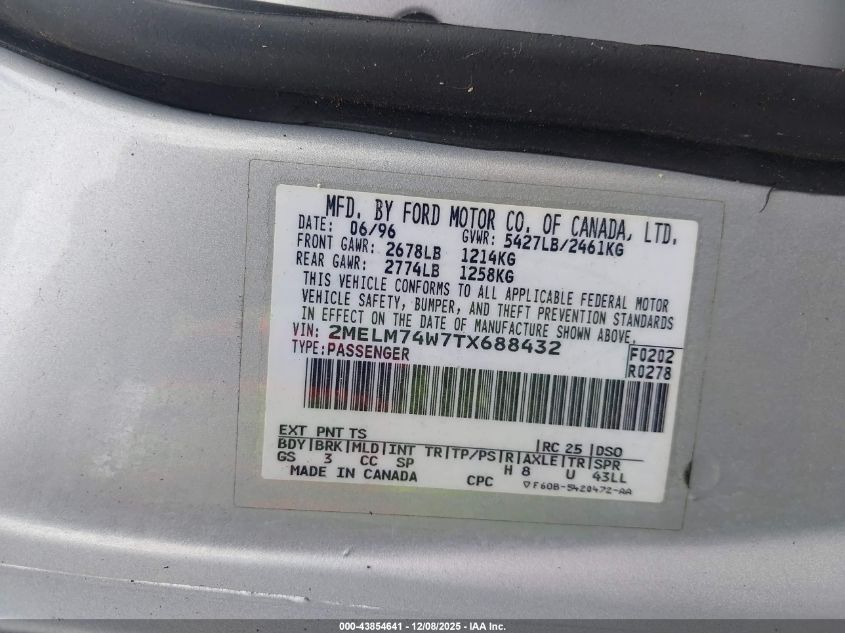 MFD. BY FORD MOTOR CO. OF CANADA, LTD.
DATE: 06/96 GVWR: 5427LB/2461KG
FRONT GAWR: 2678LB 1214KG
REAR GAWR: 2774LB 1258KG
THIS VEHICLE CONFORMS TO ALL APPLICABLE FEDERAL MOTOR
VEHICLE SAFETY, BUMPER, AND THEFT PREVENTION STANDARDS
IN EFFECT ON THE DATE OF MANUFACTURE SHOWN ABOVE.
VIN: 2MELM74W7TX688432
TYPE: PASSENGER
F0202
R0278
EXT PNT TS RC 25 DSO
BDY|BRK|MLD|INT TR|TP/PS|R|AXLE|TR|SPR
GS 3 CC SP H 8 U 43LL
MADE IN CANADA CPC ▽F60B-5420472-AA
000-43854641 | 12/08/2025 | IAA Inc.